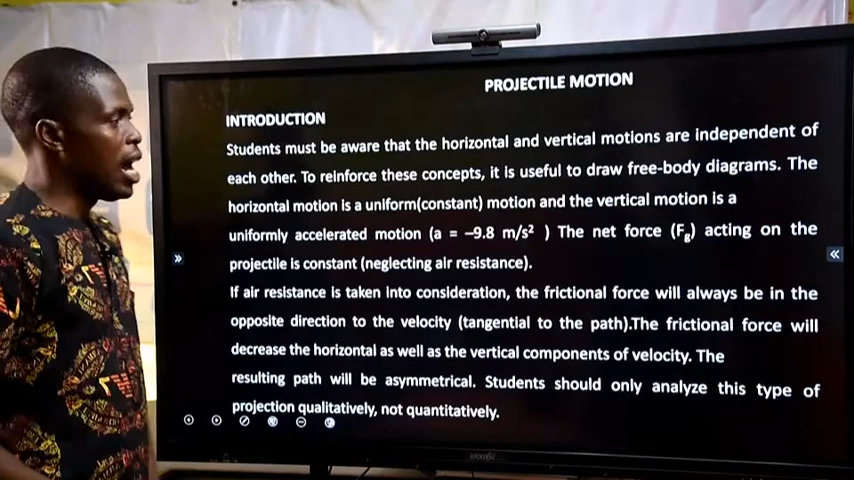 PROJECTILE MOTION
INTRODUCTION
Students must be aware that the horizontal and vertical motions are independent of
each other. To reinforce these concepts, it is useful to draw free-body diagrams. The
horizontal motion is a uniform(constant) motion and the vertical motion is a
uniformly accelerated motion (a = –9.8 m/s² ) The net force (Fg) acting on the
projectile is constant (neglecting air resistance).
If air resistance is taken into consideration, the frictional force will always be in the
opposite direction to the velocity (tangential to the path).The frictional force will
decrease the horizontal as well as the vertical components of velocity. The
resulting path will be asymmetrical. Students should only analyze this type of
projection qualitatively, not quantitatively.